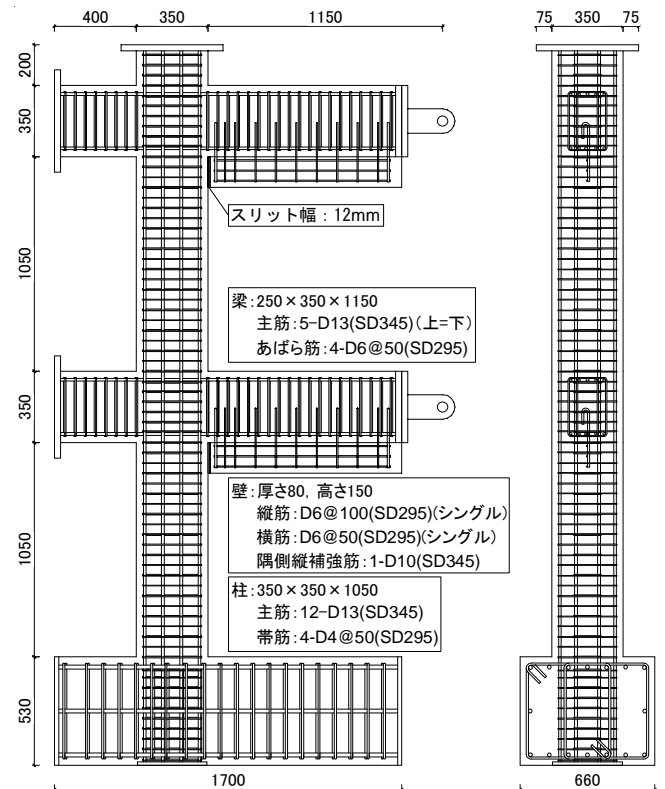 400 350 1150
75 350 75
200
350
1050
350
1050
530
スリット幅：12mm
梁：250×350×1150
主筋：5-D13(SD345)（上=下）
あばら筋：4-D6@50(SD295)
壁：厚さ80，高さ150
縦筋：D6@100(SD295)(シングル)
横筋：D6@50(SD295)(シングル)
隅側縦補強筋：1-D10(SD345)
柱：350×350×1050
主筋：12-D13(SD345)
帯筋：4-D4@50(SD295)
1700
660